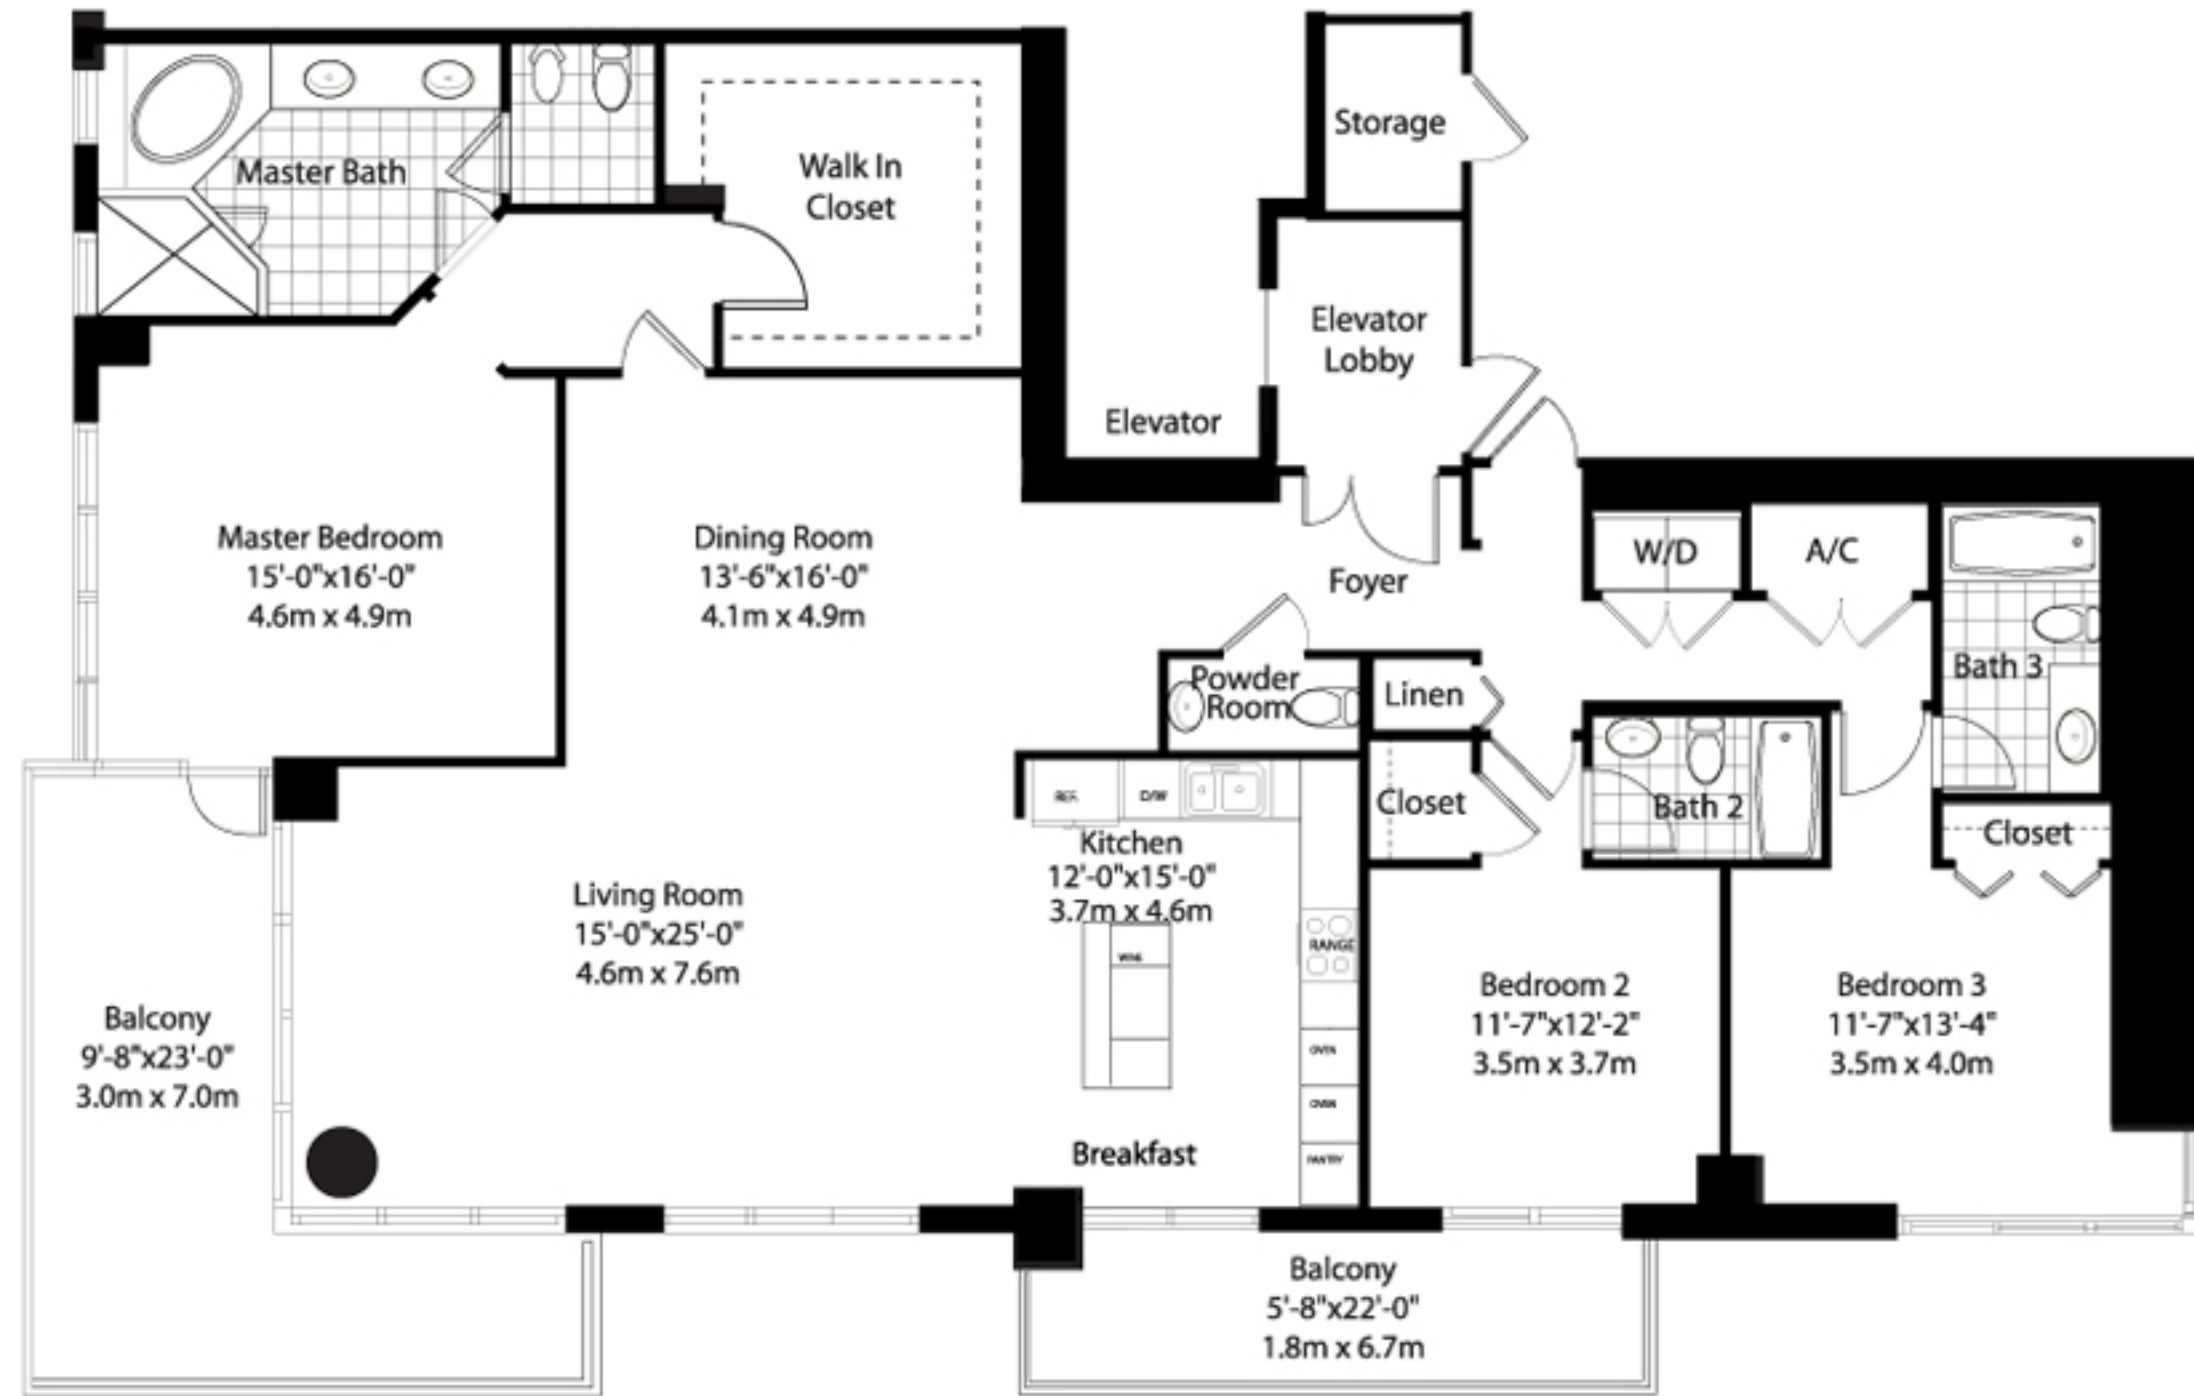 Storage
Master Bath
Walk In
Closet
Elevator
Lobby
Elevator
Master Bedroom
15'-0"x16'-0"
4.6m x 4.9m
Dining Room
13'-6"x16'-0"
4.1m x 4.9m
Foyer
W/D
A/C
Bath 3
Powder
Room
Linen
REF.
D/W
Closet
Bath 2
Closet
Kitchen
12'-0"x15'-0"
3.7m x 4.6m
Living Room
15'-0"x25'-0"
4.6m x 7.6m
RANGE
WINE
Bedroom 2
11'-7"x12'-2"
3.5m x 3.7m
Bedroom 3
11'-7"x13'-4"
3.5m x 4.0m
Balcony
9'-8"x23'-0"
3.0m x 7.0m
OVEN
OVEN
Breakfast
PANTRY
Balcony
5'-8"x22'-0"
1.8m x 6.7m